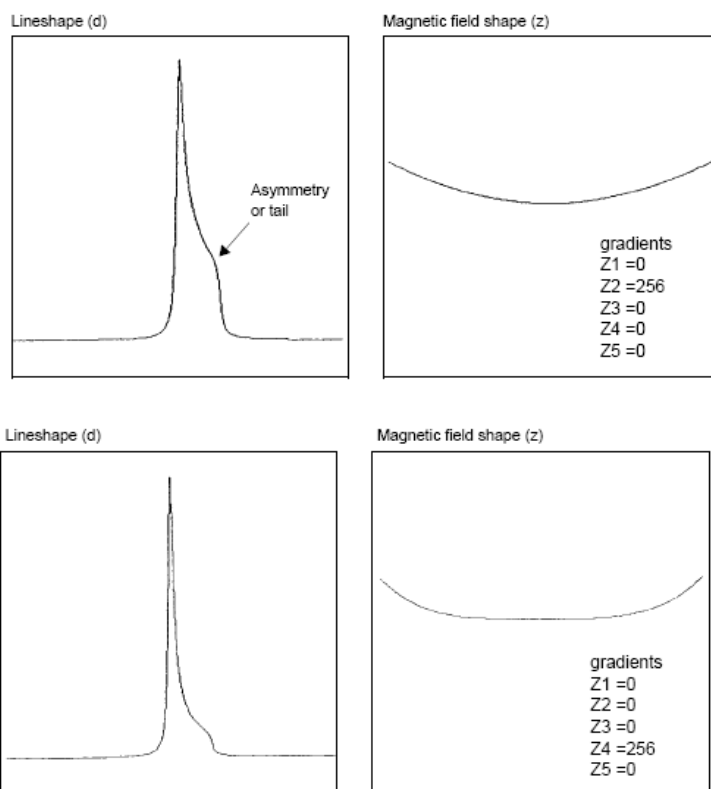 Lineshape (d)
Magnetic field shape (z)
Asymmetry
or tail
gradients
Z1 =0
Z2 =256
Z3 =0
Z4 =0
Z5 =0
Lineshape (d)
Magnetic field shape (z)
gradients
Z1 =0
Z2 =0
Z3 =0
Z4 =256
Z5 =0